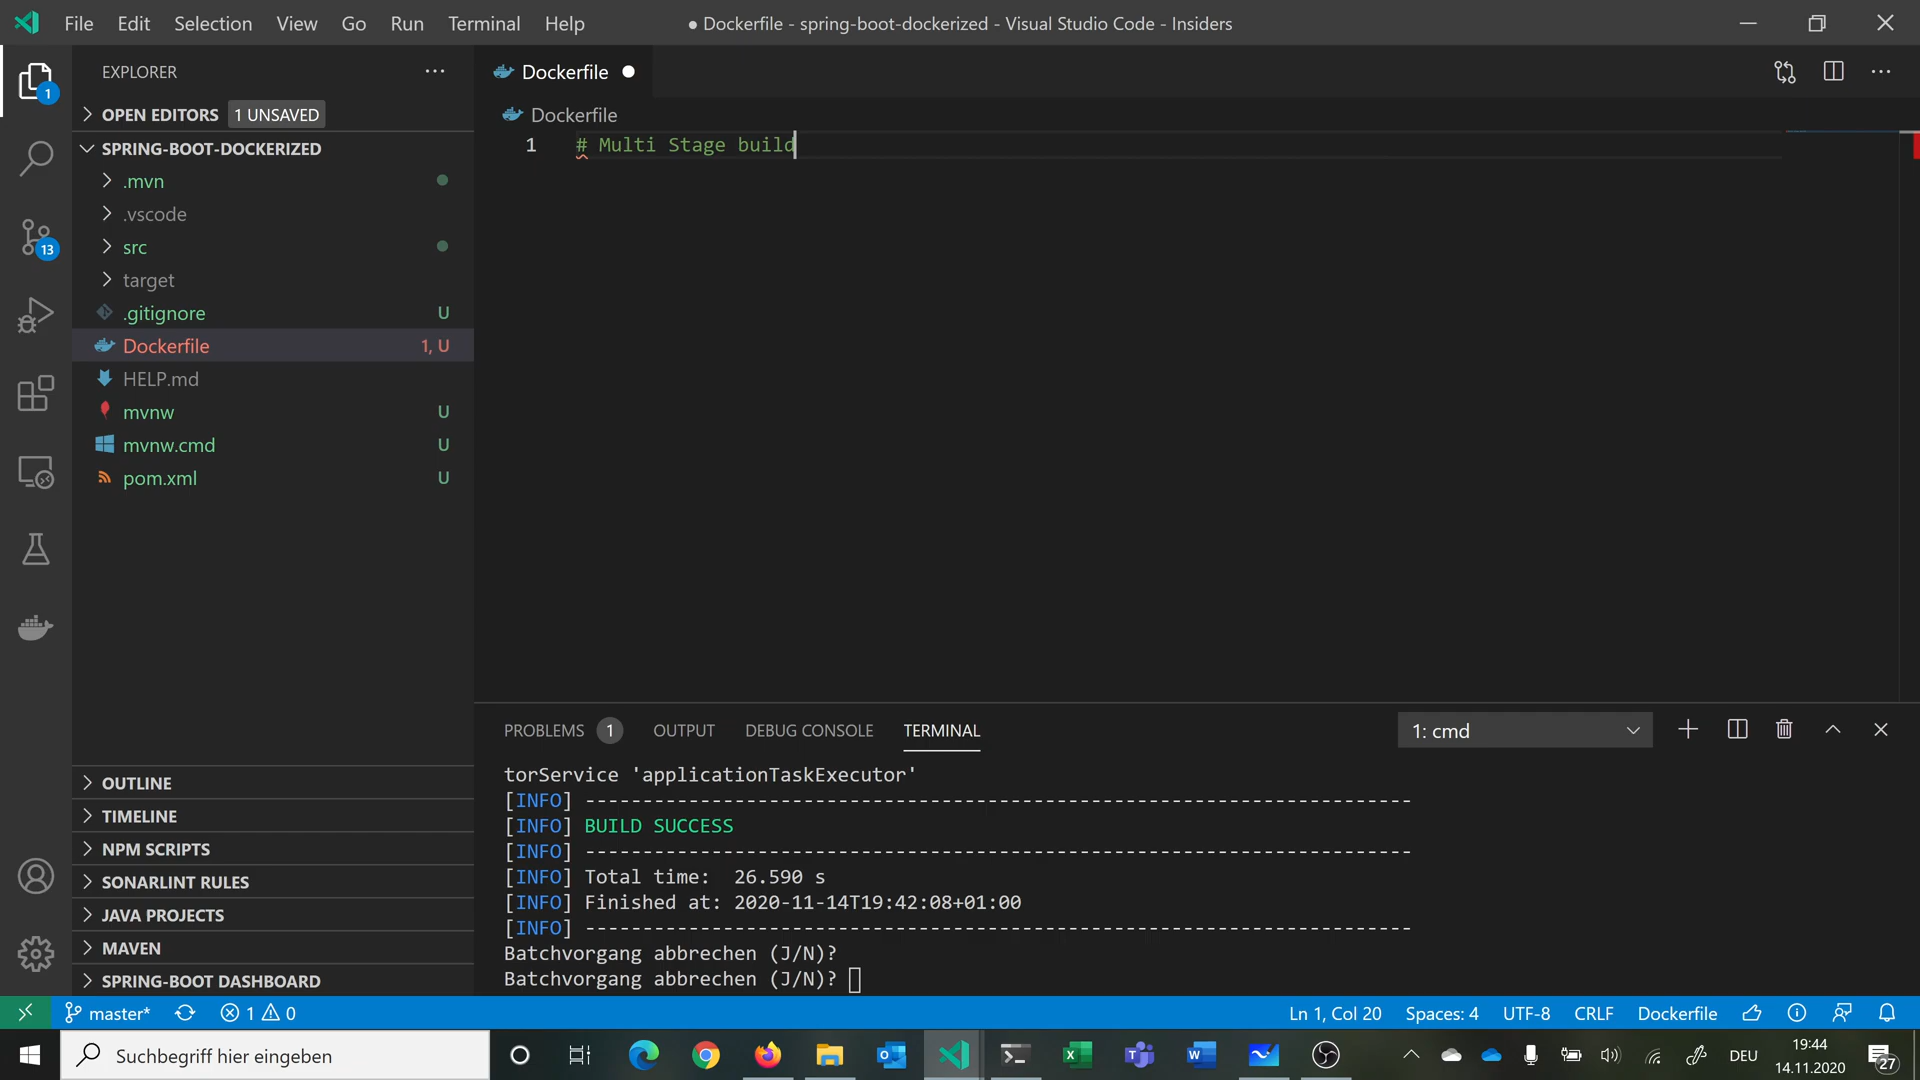 File Edit Selection View Go Run Terminal Help
● Dockerfile - spring-boot-dockerized - Visual Studio Code - Insiders
EXPLORER
OPEN EDITORS 1 UNSAVED
SPRING-BOOT-DOCKERIZED
.mvn
.vscode
src
target
.gitignore U
Dockerfile 1, U
HELP.md
mvnw U
mvnw.cmd U
pom.xml U
OUTLINE
TIMELINE
NPM SCRIPTS
SONARLINT RULES
JAVA PROJECTS
MAVEN
SPRING-BOOT DASHBOARD
1
13
Dockerfile
Dockerfile
1 # Multi Stage build
PROBLEMS 1 OUTPUT DEBUG CONSOLE TERMINAL 1: cmd
torService 'applicationTaskExecutor'
[INFO] ------------------------------------------------------------------------
[INFO] BUILD SUCCESS
[INFO] ------------------------------------------------------------------------
[INFO] Total time:  26.590 s
[INFO] Finished at: 2020-11-14T19:42:08+01:00
[INFO] ------------------------------------------------------------------------
Batchvorgang abbrechen (J/N)?
Batchvorgang abbrechen (J/N)?
master* 1 0 Ln 1, Col 20 Spaces: 4 UTF-8 CRLF Dockerfile
Suchbegriff hier eingeben
DEU
19:44
14.11.2020
27